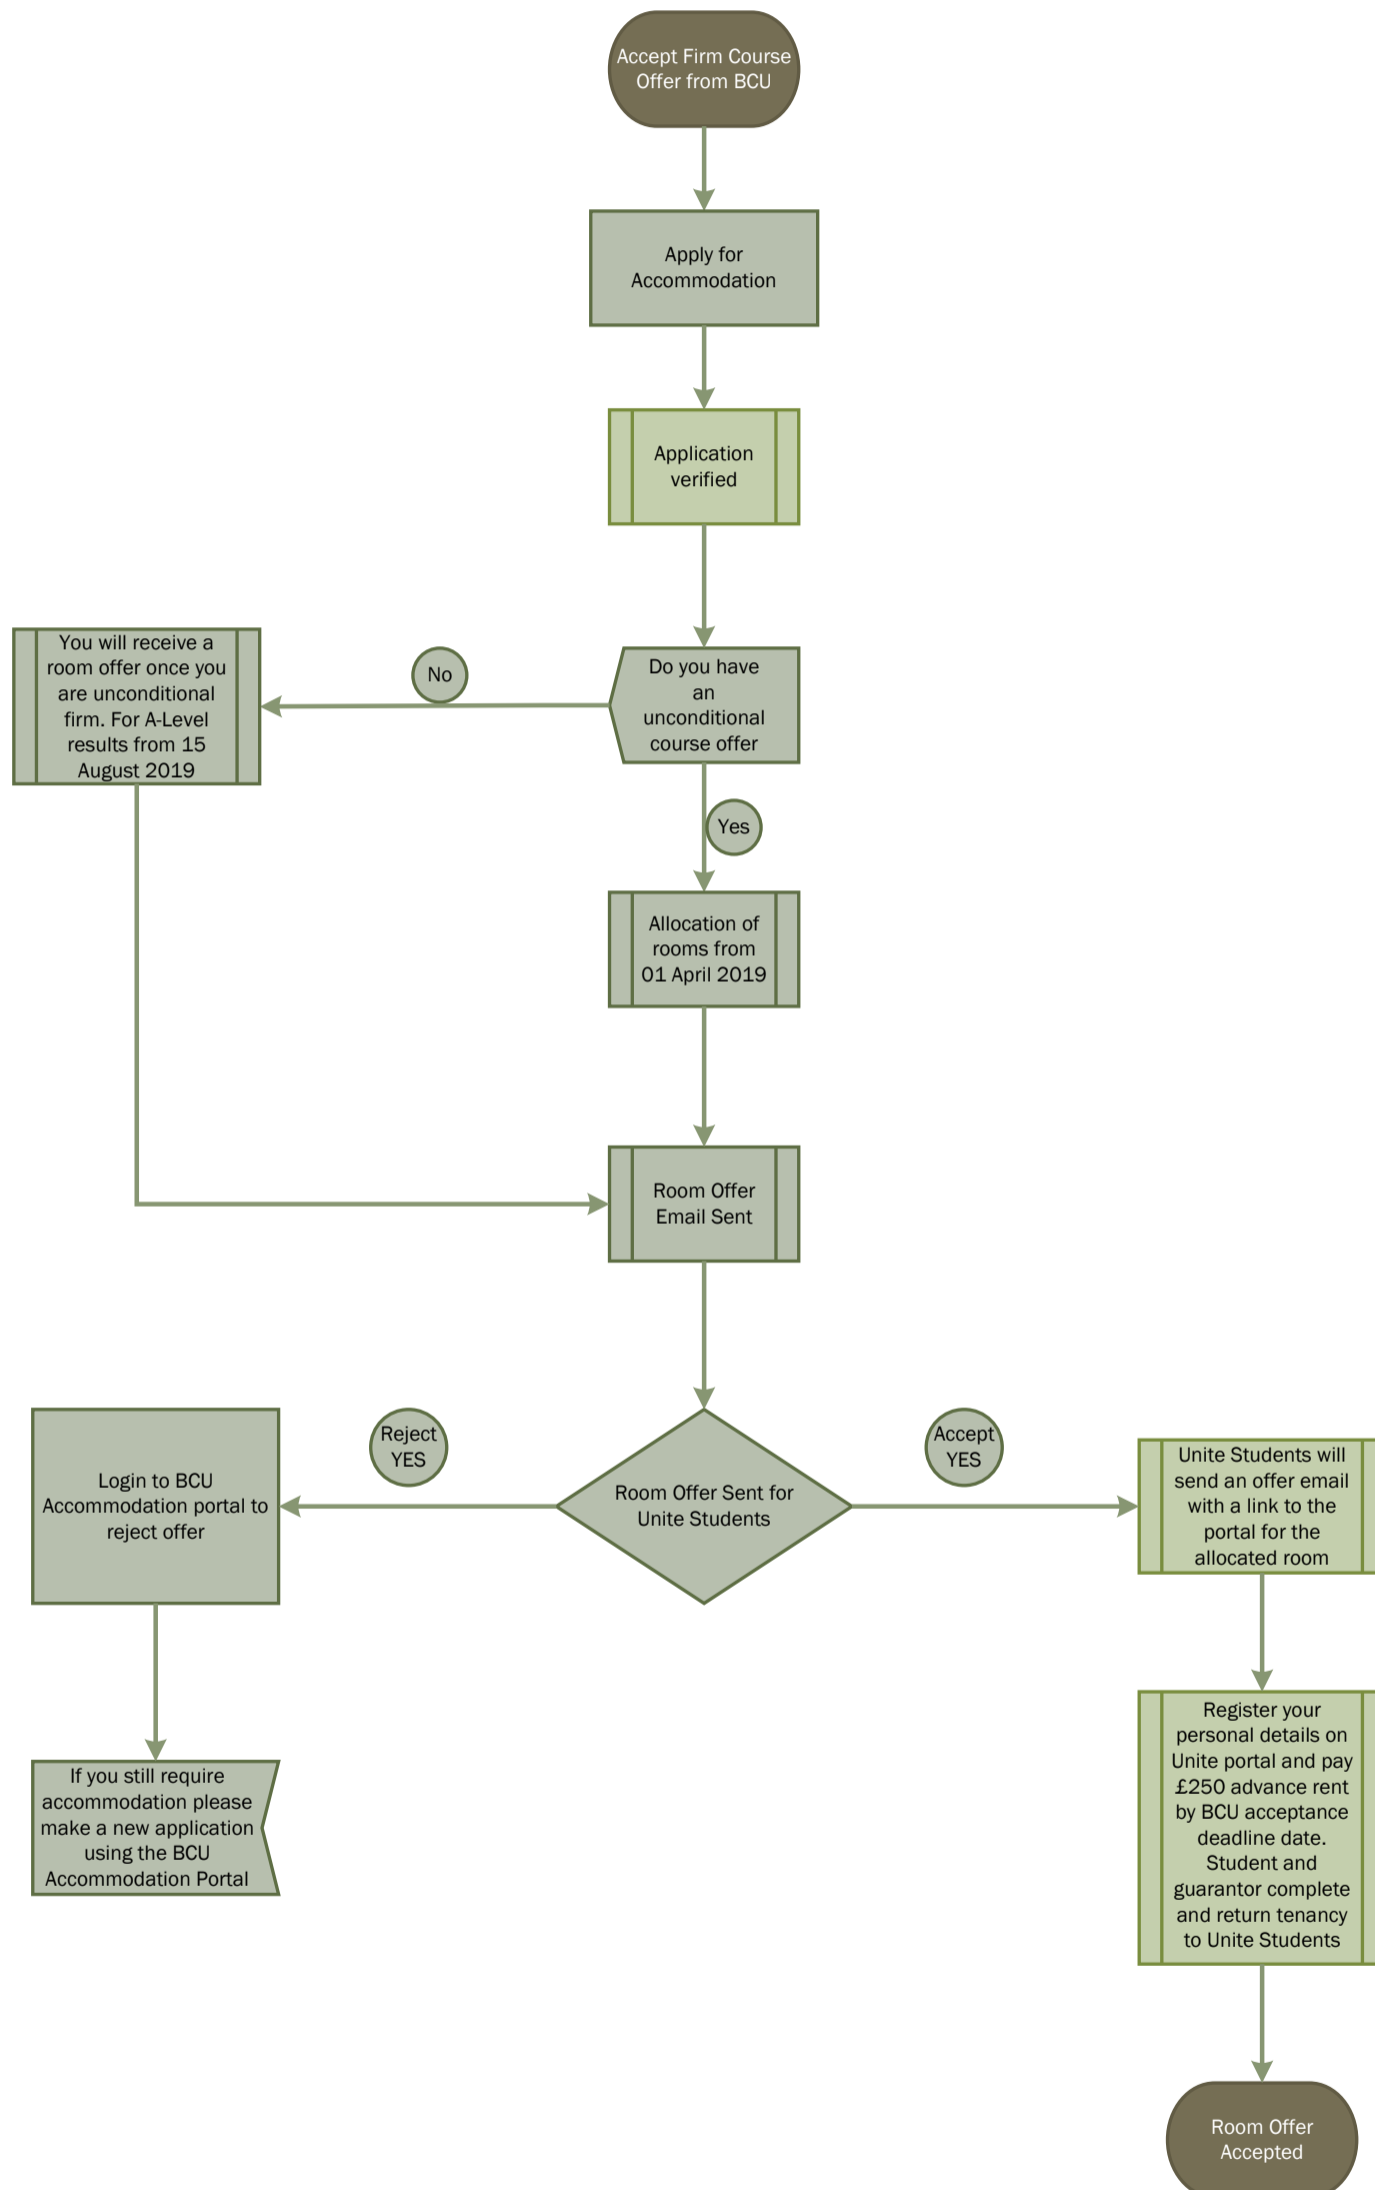 Accept Firm Course
Offer from BCU
Apply for
Accommodation
Application
verified
Do you have
an
unconditional
course offer
No
You will receive a
room offer once you
are unconditional
firm. For A-Level
results from 15
August 2019
Yes
Allocation of
rooms from
01 April 2019
Room Offer
Email Sent
Room Offer Sent for
Unite Students
Reject
YES
Login to BCU
Accommodation portal to
reject offer
If you still require
accommodation please
make a new application
using the BCU
Accommodation Portal
Accept
YES
Unite Students will
send an offer email
with a link to the
portal for the
allocated room
Register your
personal details on
Unite portal and pay
£250 advance rent
by BCU acceptance
deadline date.
Student and
guarantor complete
and return tenancy
to Unite Students
Room Offer
Accepted